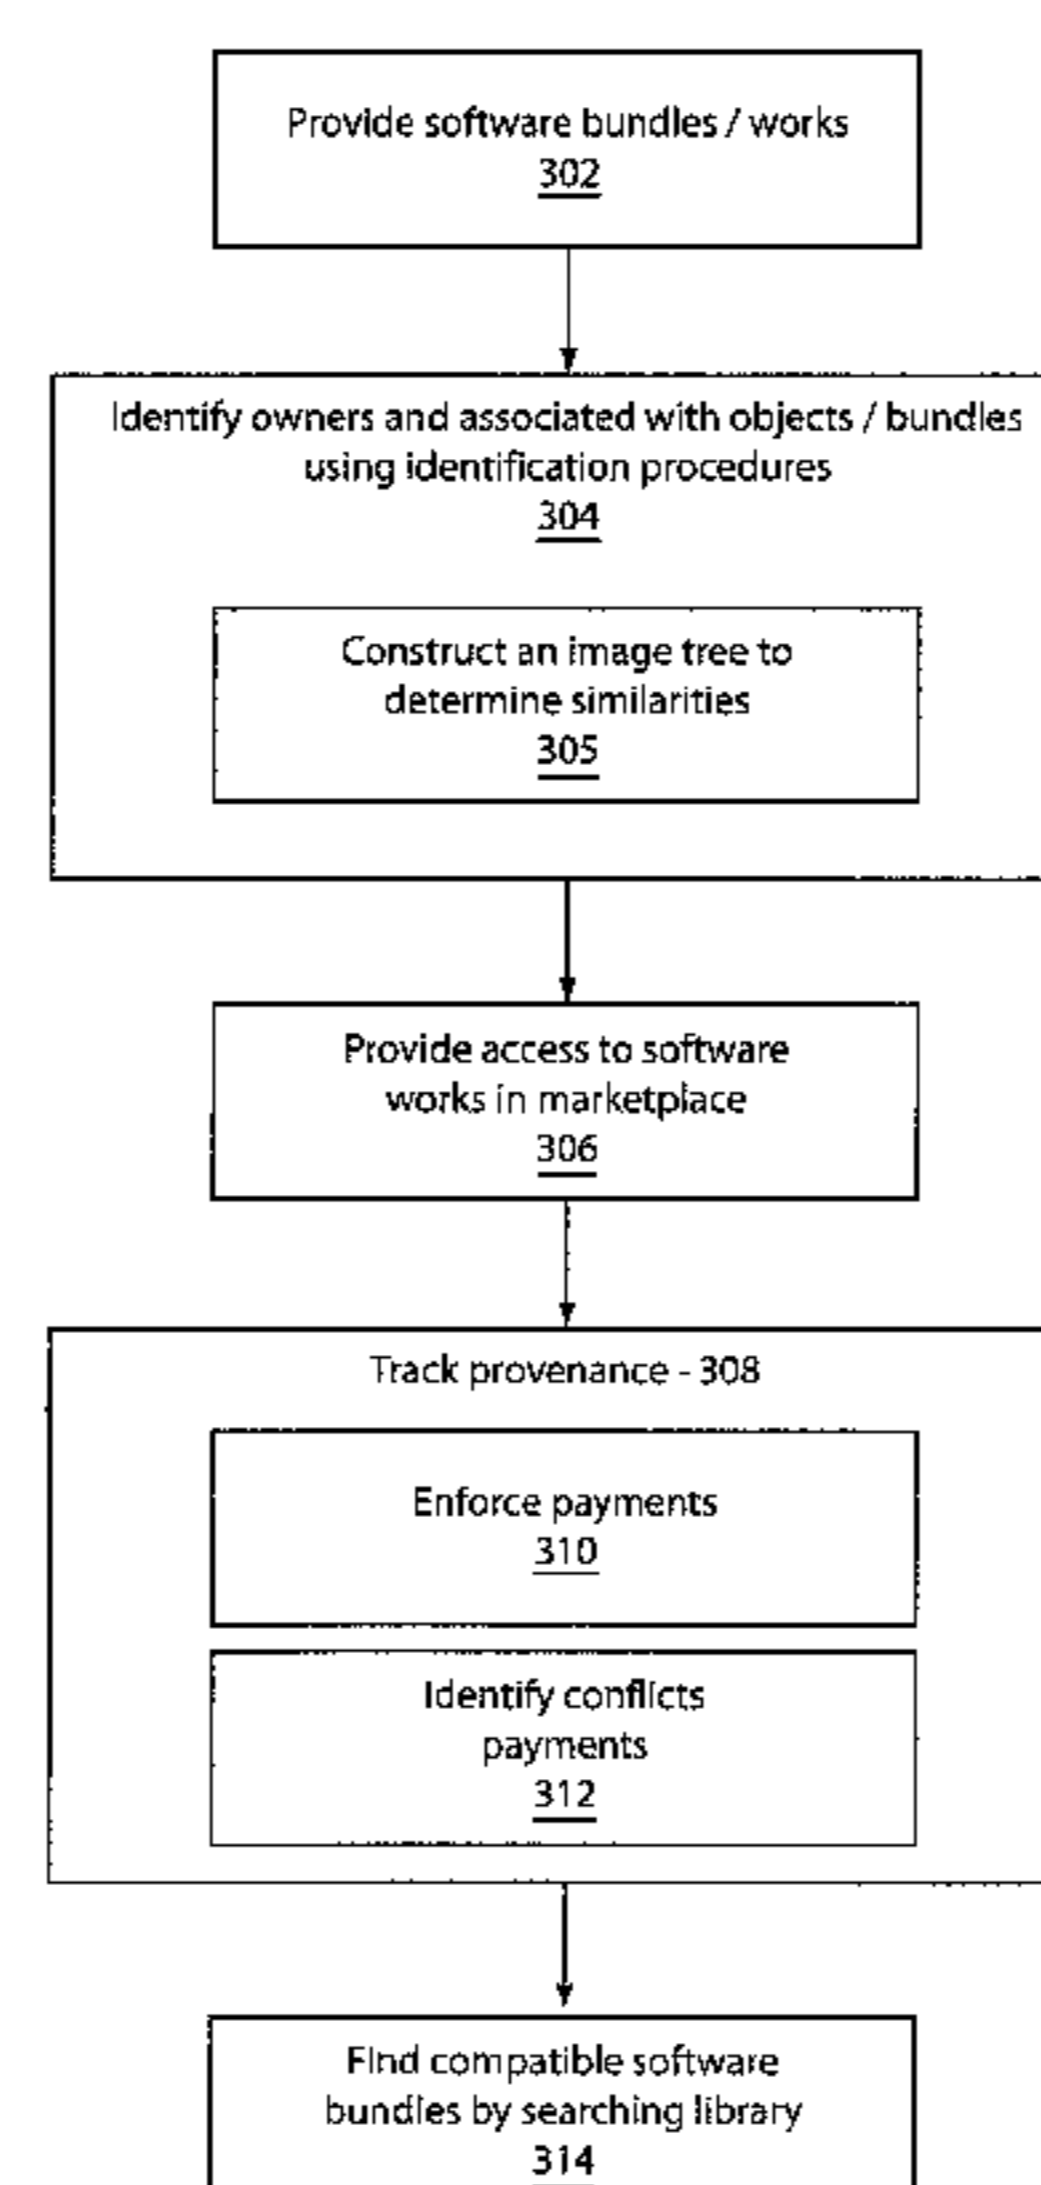 Provide software bundles / works
302
Identify owners and associated with objects / bundles
using identification procedures
304
Construct an image tree to
determine similarities
305
Provide access to software
works in marketplace
306
Track provenance - 308
Enforce payments
310
Identify conflicts
payments
312
Find compatible software
bundles by searching library
314